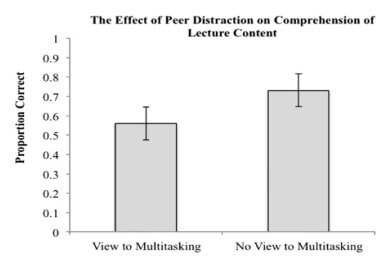 The Effect of Peer Distraction on Comprehension of
Lecture Content
Proportion Correct
1
0.9
0.8
0.7
0.6
0.5
0.4
0.3
0.2
0.1
0
View to Multitasking
No View to Multitasking